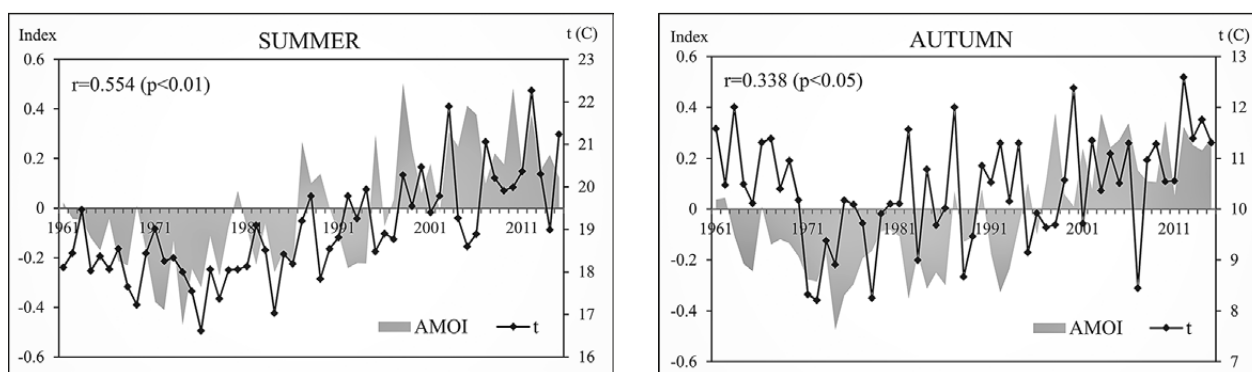 Index SUMMER t (C)
0.6 23
r=0.554 (p<0.01)
0.4 22
21
0.2
20
0
1961 1971 1981 1991 2001 2011 19
-0.2 18
-0.4 AMOI t 17
-0.6 16
Index AUTUMN t (C)
0.6 13
r=0.338 (p<0.05)
0.4 12
0.2 11
0 10
1961 1971 1981 1991 2001 2011
-0.2 9
-0.4 AMOI t 8
-0.6 7